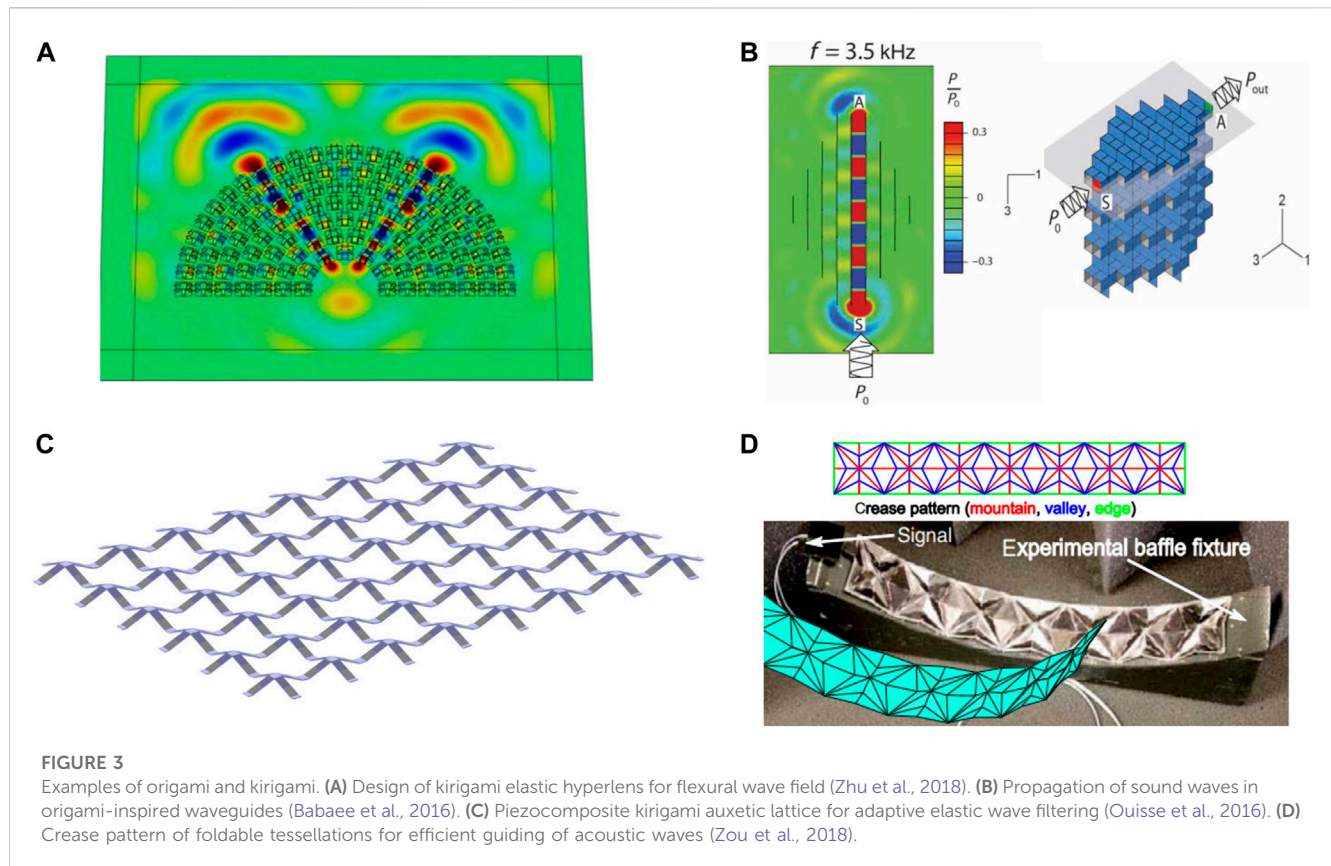 A
B
f = 3.5 kHz
P
P₀
A
0.3
0
−0.3
1
3
S
P₀
Pout
A
P₀
S
2
3
1
C
D
Crease pattern (mountain, valley, edge)
Signal
Experimental baffle fixture
FIGURE 3
Examples of origami and kirigami. (A) Design of kirigami elastic hyperlens for flexural wave field (Zhu et al., 2018). (B) Propagation of sound waves in
origami-inspired waveguides (Babaee et al., 2016). (C) Piezocomposite kirigami auxetic lattice for adaptive elastic wave filtering (Ouisse et al., 2016). (D)
Crease pattern of foldable tessellations for efficient guiding of acoustic waves (Zou et al., 2018).